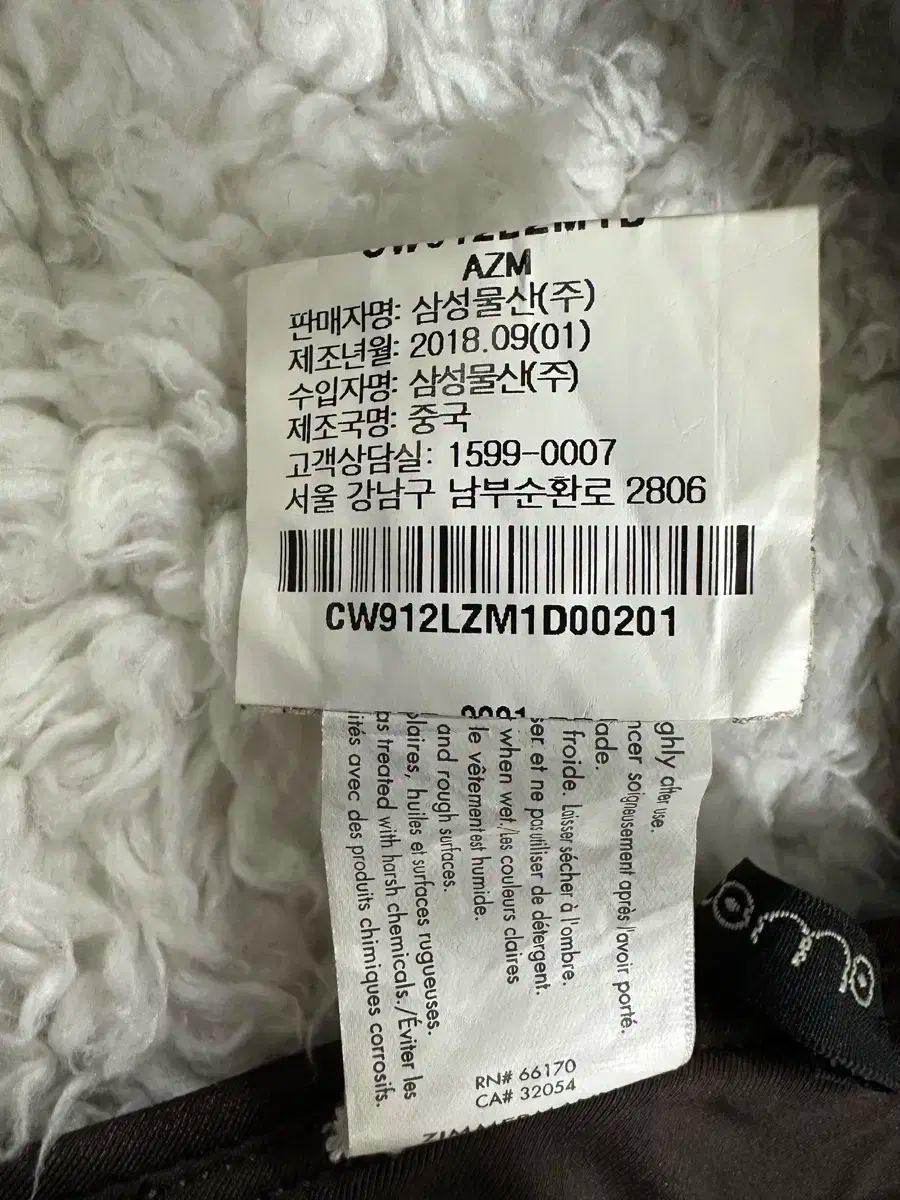 AZM
판매자명: 삼성물산(주)
제조년월: 2018.09(01)
수입자명: 삼성물산(주)
제조국명: 중국
고객상담실: 1599-0007
서울 강남구 남부순환로 2806
CW912LZM1D00201
ghly after use.
ncer soigneusement après l'avoir porté.
ade.
froide. Laisser sécher à l'ombre.
ser et ne pas utiliser de détergent.
when wet./les couleurs claires
le vêtement est humide.
and rough surfaces.
laires, huiles et surfaces rugueuses.
as treated with harsh chemicals./Éviter les
ités avec des produits chimiques corrosifs.
RN# 66170
CA# 32054